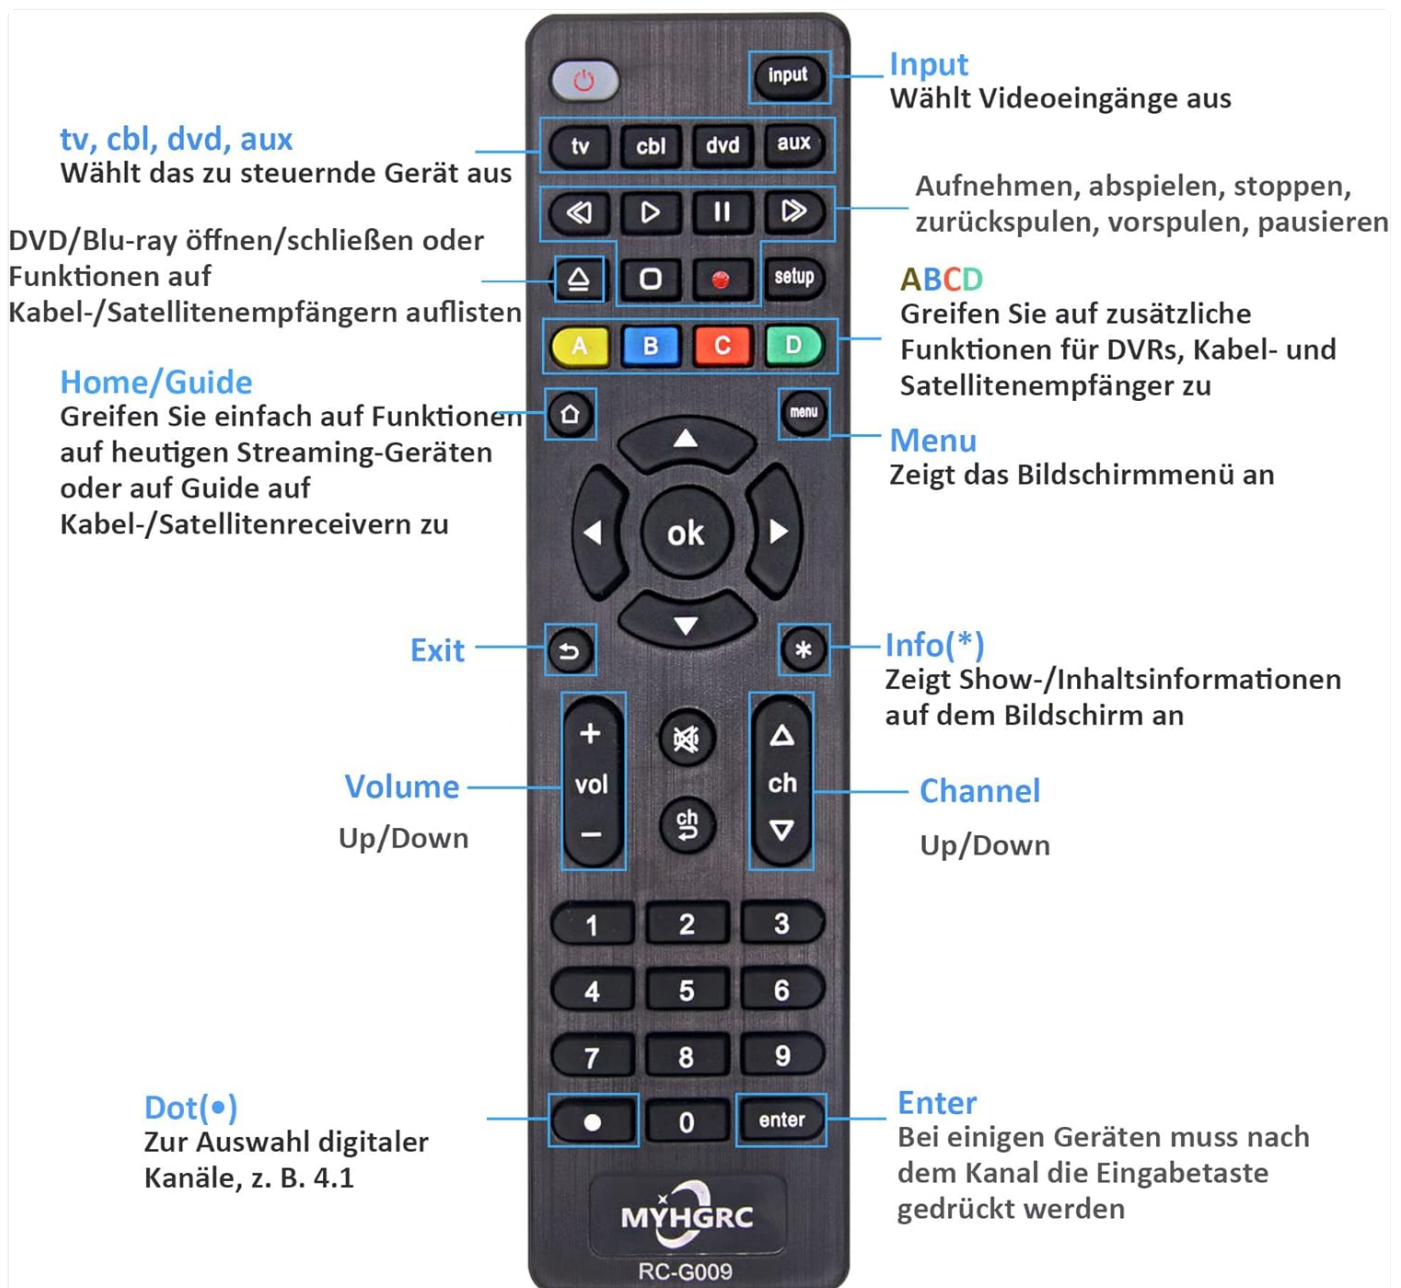 input
Input
Wählt Videoeingänge aus
tv, cbl, dvd, aux
Wählt das zu steuernde Gerät aus
tv cbl dvd aux
Aufnehmen, abspielen, stoppen,
zurückspulen, vorspulen, pausieren
DVD/Blu-ray öffnen/schließen oder
Funktionen auf
Kabel-/Satellitenempfängern auflisten
setup
ABCD
Greifen Sie auf zusätzliche
Funktionen für DVRs, Kabel- und
Satellitenempfänger zu
A B C D
Home/Guide
Greifen Sie einfach auf Funktionen
auf heutigen Streaming-Geräten
oder auf Guide auf
Kabel-/Satellitenreceivern zu
menu
Menu
Zeigt das Bildschirmmenü an
ok
Exit
*
Info(*)
Zeigt Show-/Inhaltsinformationen
auf dem Bildschirm an
+
vol
−
Volume
Up/Down
ch
ch
Channel
Up/Down
1 2 3
4 5 6
7 8 9
Dot(•)
Zur Auswahl digitaler
Kanäle, z. B. 4.1
• 0 enter
Enter
Bei einigen Geräten muss nach
dem Kanal die Eingabetaste
gedrückt werden
MYHGRC
RC-G009